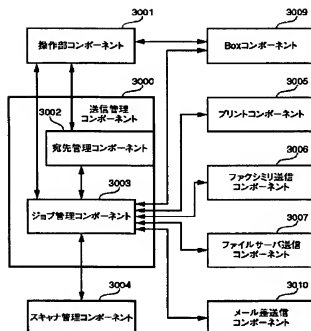 3001
操作部コンポーネント
3000
送信管理
コンポーネント
3002
宛先管理コンポーネント
3003
ジョブ管理コンポーネント
3004
スキャナ管理コンポーネント
3009
Boxコンポーネント
3005
プリントコンポーネント
3006
ファクシミリ送信
コンポーネント
3007
ファイルサーバ送信
コンポーネント
3010
メール差送信
コンポーネント